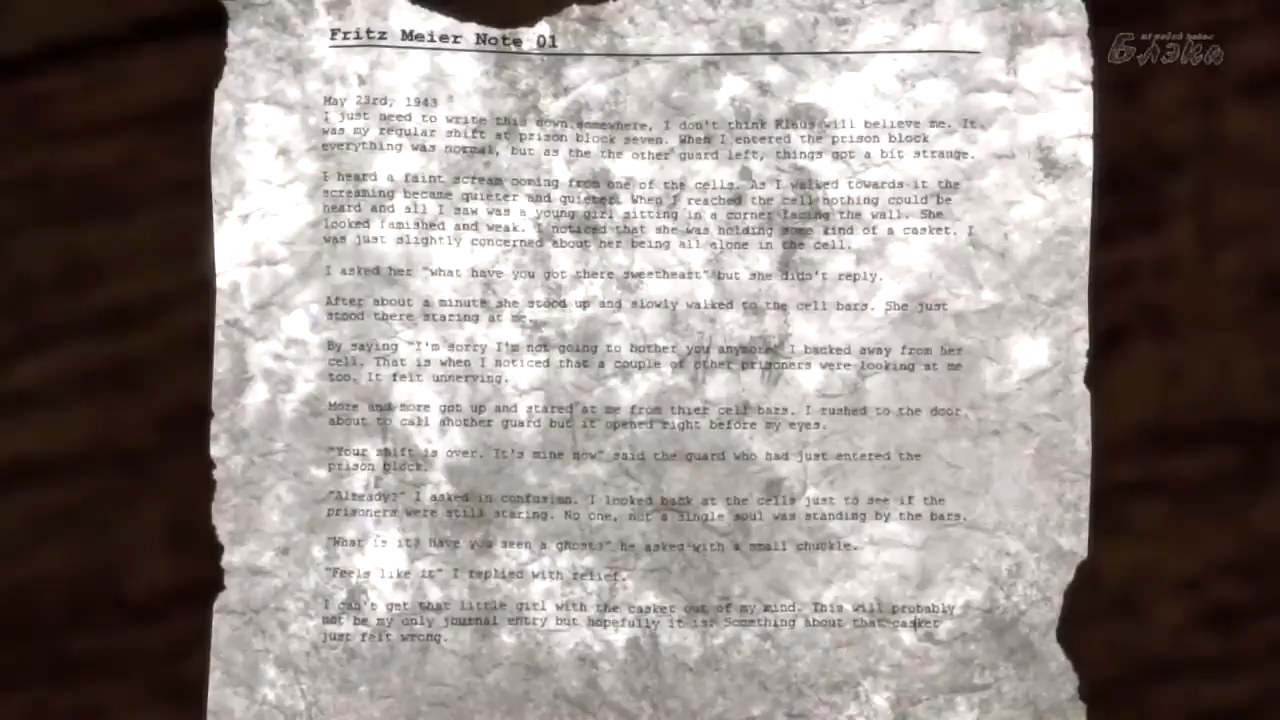 Fritz Meier Note 01
Блэка
May 23rd, 1943
I just need to write this down somewhere, I don't think Klaus will believe me. It
was my regular shift at prison block seven. When I entered the prison block
everything was normal, but as the the other guard left, things got a bit strange.
I heard a faint scream coming from one of the cells. As I walked towards it the
screaming became quieter and quieter. When I reached the cell nothing could be
heard and all I saw was a young girl sitting in a corner facing the wall. She
looked famished and weak. I noticed that she was holding some kind of a casket. I
was just slightly concerned about her being all alone in the cell.
I asked her "what have you got there sweetheart" but she didn't reply.
After about a minute she stood up and slowly walked to the cell bars. She just
stood there staring at me.
By saying "I'm sorry I'm not going to bother you anymore" I backed away from her
cell. That is when I noticed that a couple of other prisoners were looking at me
too. It felt unnerving.
More and more got up and stared at me from thier cell bars. I rushed to the door
about to call another guard but it opened right before my eyes.
"Your shift is over. It's mine now" said the guard who had just entered the
prison block.
"Already?" I asked in confusion. I looked back at the cells just to see if the
prisoners were still staring. No one, not a single soul was standing by the bars.
"What is it? Have you seen a ghost?" he asked with a small chuckle.
"Feels like it" I replied with relief.
I can't get that little girl with the casket out of my mind. This will probably
not be my only journal entry but hopefully it is. Something about that casket
just felt wrong.